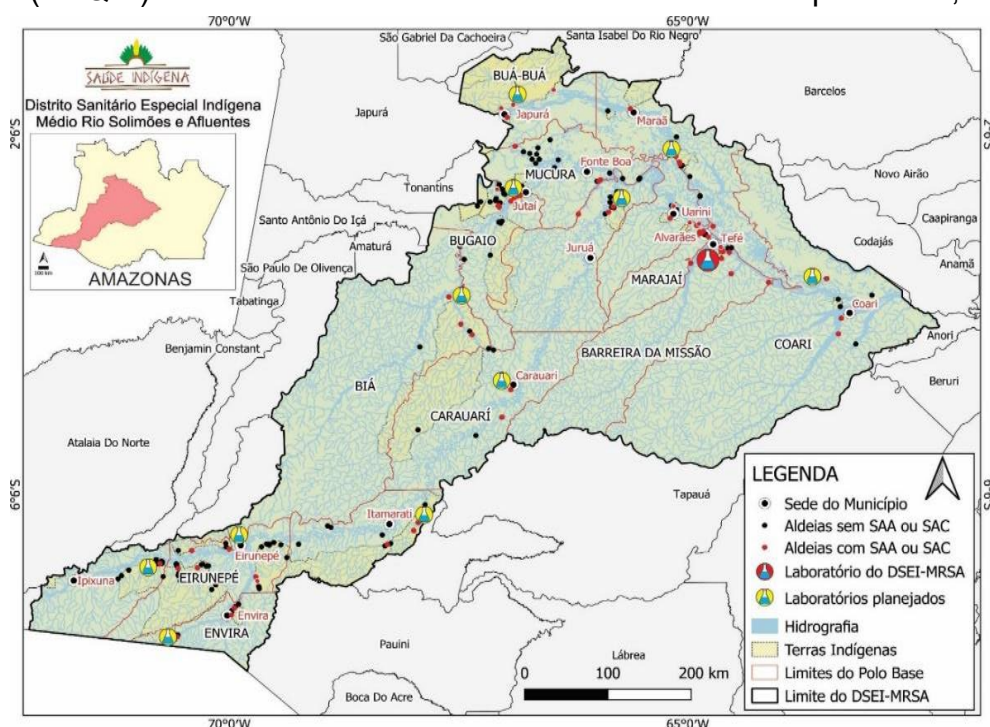 70°0'W 65°0'W
São Gabriel Da Cachoeira
Santa Isabel Do Rio Negro
SAÚDE INDÍGENA
Distrito Sanitário Especial Indígena
Médio Rio Solimões e Afluentes
AMAZONAS
2°6'S
BUÁ-BUÁ
Japurá
Japurá
Maraã
Barcelos
2°6'S
Fonte Boa
MUCURA
Tonantins
Jutaí
Novo Airão
Santo Antônio Do Içá
Uarini
Caapiranga
Amaturá
BUGAIO
Juruá
Alvarães
Tefé
Codajás
São Paulo De Olivença
MARAJAÍ
Anamã
Tabatinga
Coari
Benjamin Constant
BARREIRA DA MISSÃO
COARI
Anori
BIÁ
Carauari
Beruri
CARAUARÍ
Atalaia Do Norte
6°6'S
Itamarati
Tapauá
6°6'S
Eirunepé
Ipixuna
EIRUNEPÉ
Envira
ENVIRA
Pauini
Lábrea
Boca Do Acre
LEGENDA
Sede do Município
Aldeias sem SAA ou SAC
Aldeias com SAA ou SAC
Laboratório do DSEI-MRSA
Laboratórios planejados
Hidrografia
Terras Indígenas
Limites do Polo Base
Limite do DSEI-MRSA
0 100 200 km
70°0'W 65°0'W